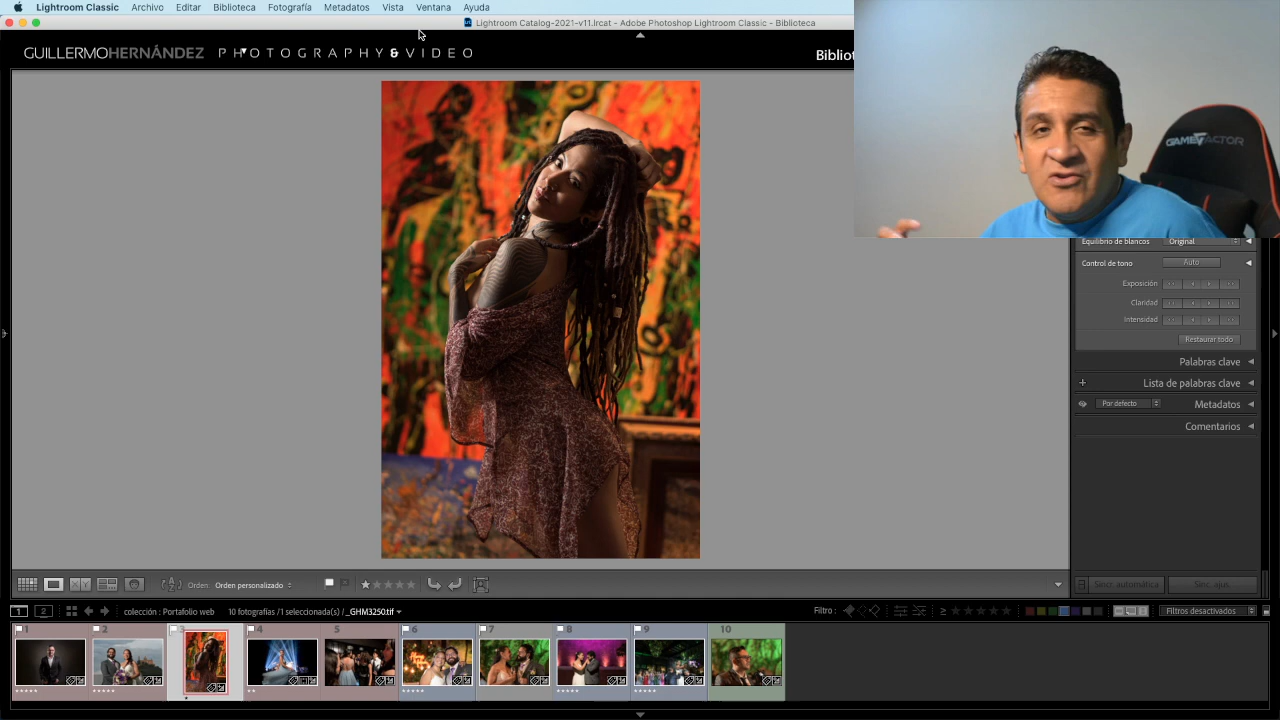 Lightroom Classic Archivo Editar Biblioteca Fotografía Metadatos Vista Ventana Ayuda
Lightroom Catalog-2021-v11.lrcat - Adobe Photoshop Lightroom Classic - Biblioteca
GUILLERMOHERNÁNDEZ PHOTOGRAPHY&VIDEO
Bibliot
GAMEFACTOR
Equilibrio de blancos Original
Control de tono Auto
Exposición
Claridad
Intensidad
Restaurar todo
Palabras clave
Lista de palabras clave
Por defecto Metadatos
Comentarios
Orden: Orden personalizado
Sincr. automática Sinc. ajus.
1 2 colección : Portafolio web 10 fotografías /1 seleccionada(s) /_GHM3250.tif Filtro : Filtros desactivados
1 2 3 4 5 6 7 8 9 10